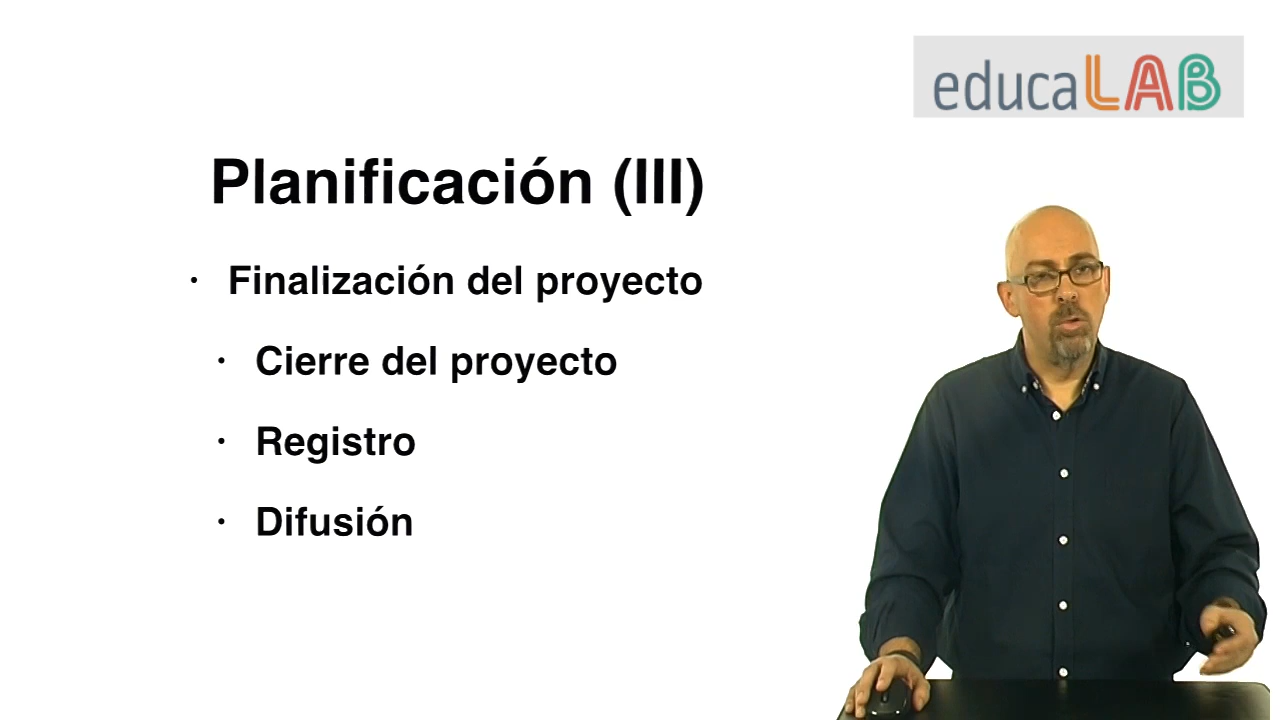 educaLAB
Planificación (III)
· Finalización del proyecto
· Cierre del proyecto
· Registro
· Difusión